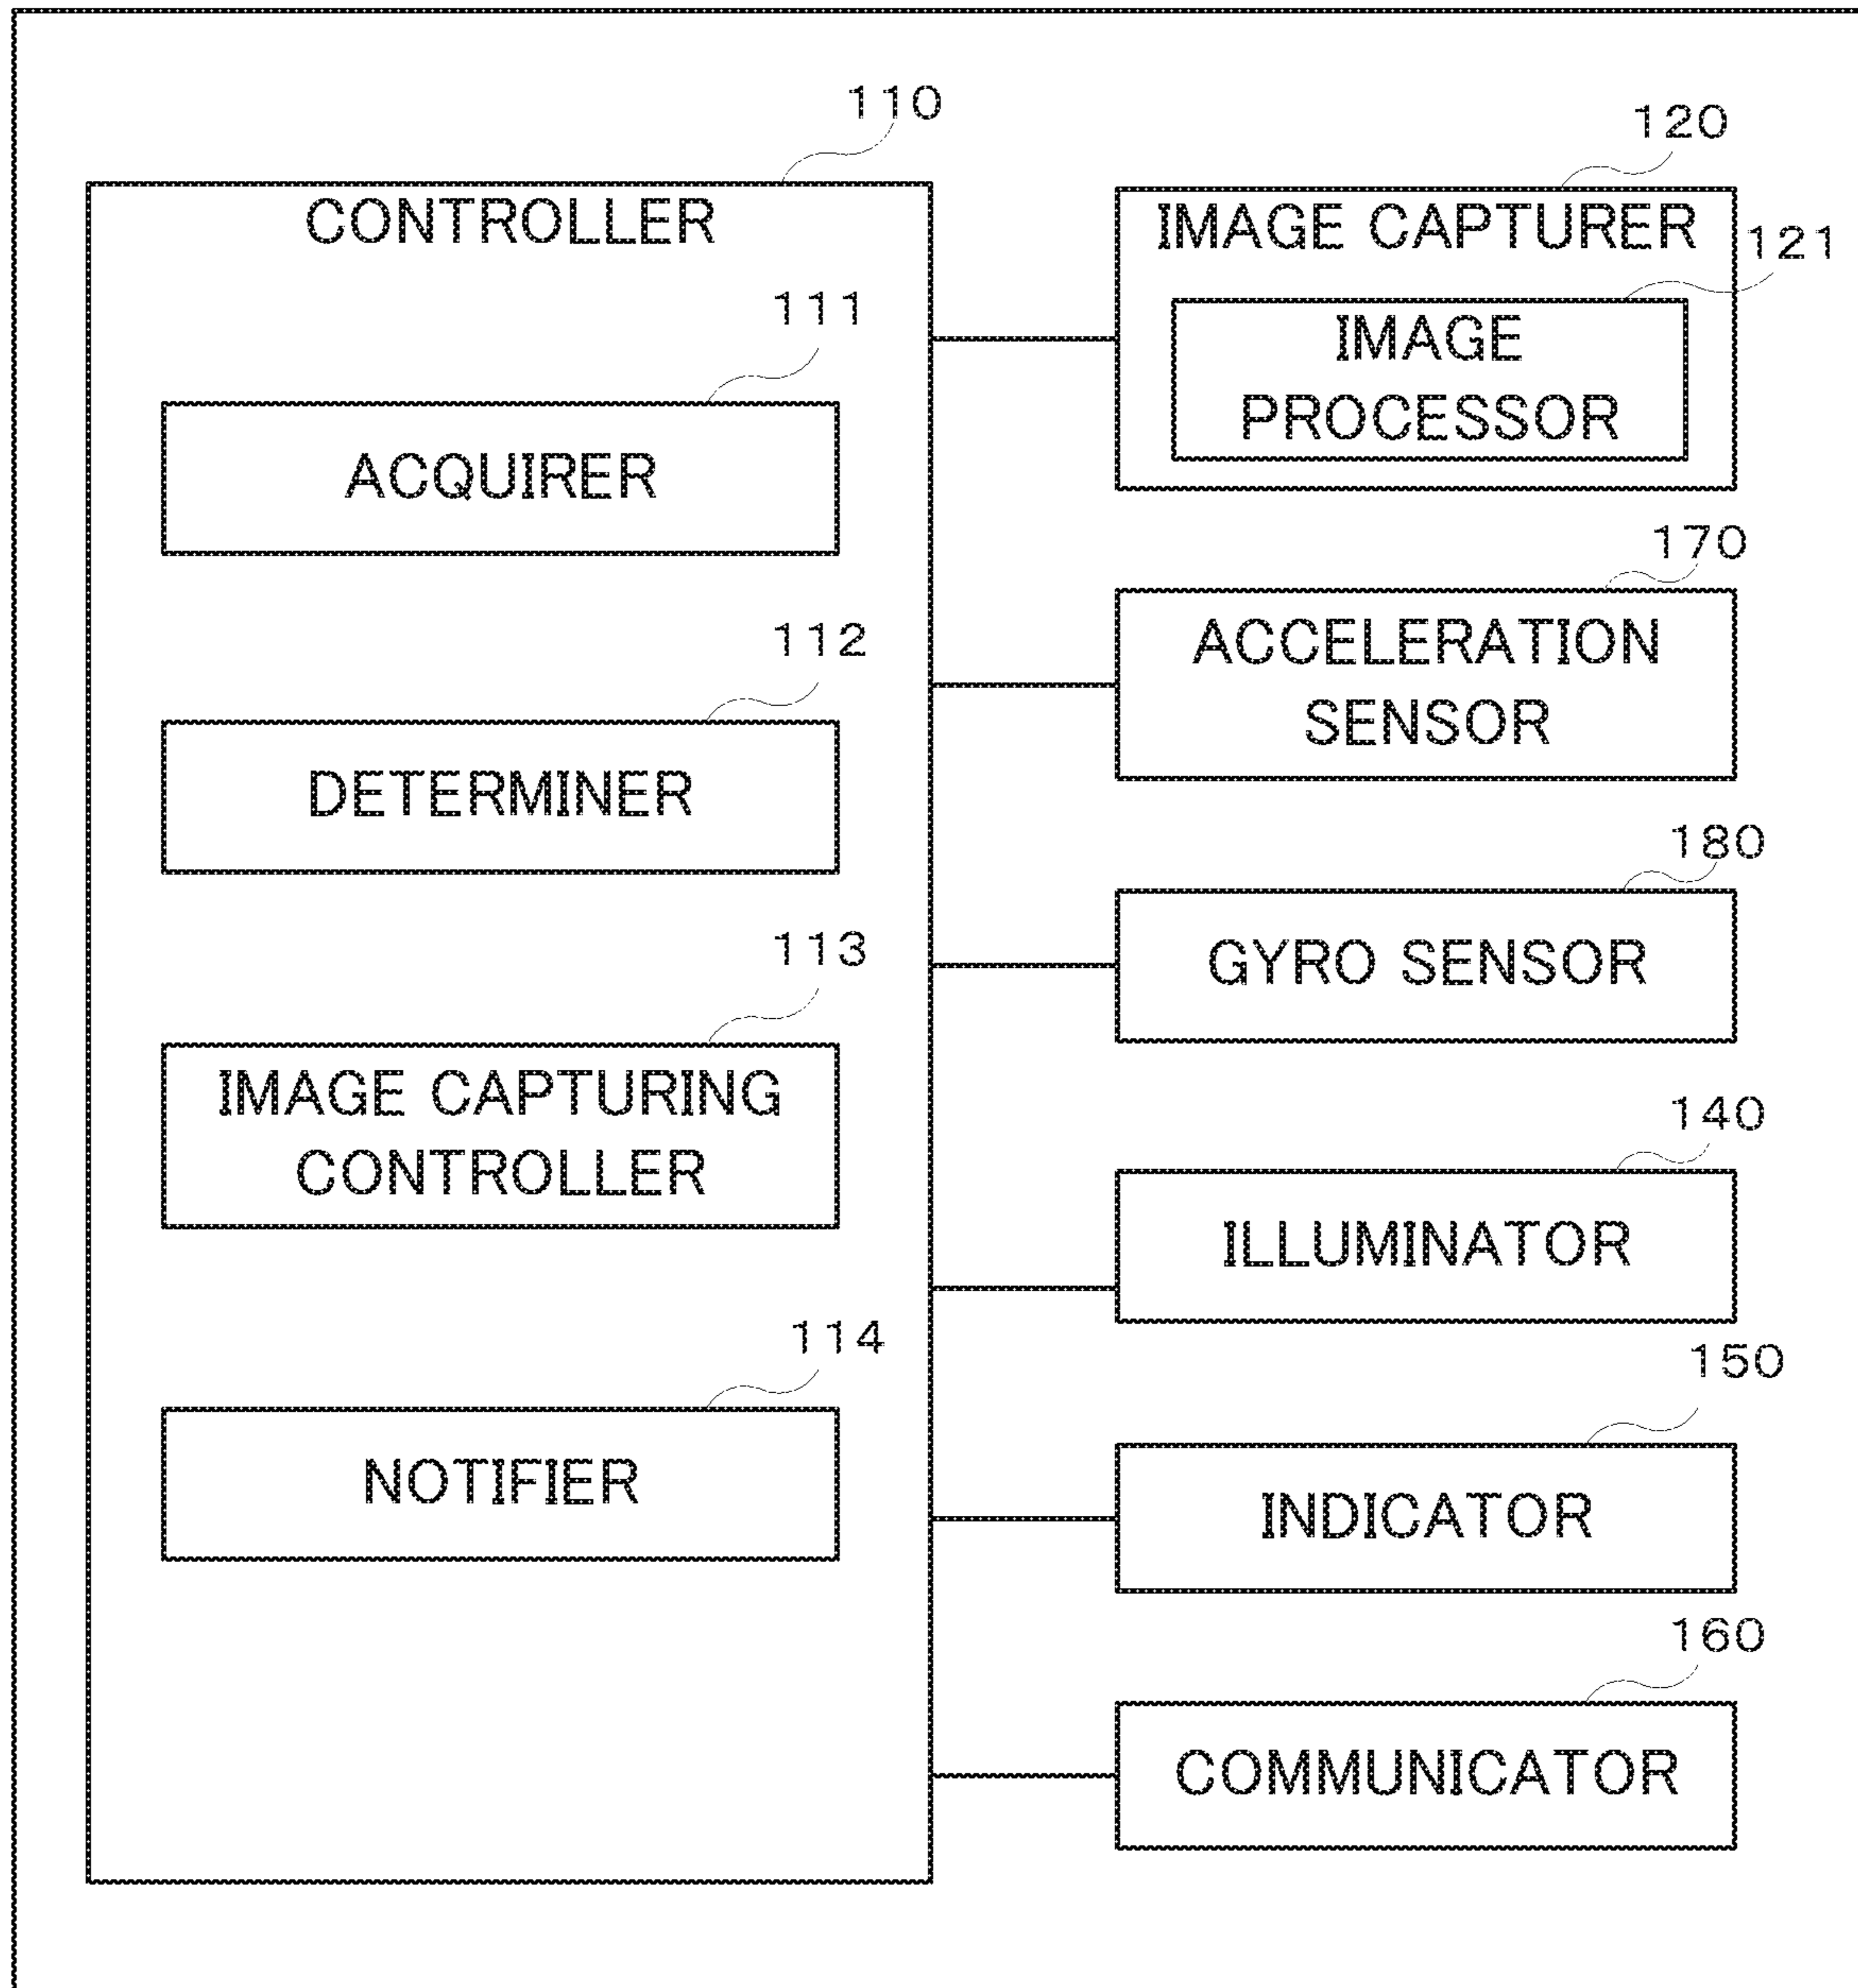 110
CONTROLLER
111
ACQUIRER
112
DETERMINER
113
IMAGE CAPTURING
CONTROLLER
114
NOTIFIER
120
IMAGE CAPTURER
121
IMAGE
PROCESSOR
170
ACCELERATION
SENSOR
180
GYRO SENSOR
140
ILLUMINATOR
150
INDICATOR
160
COMMUNICATOR